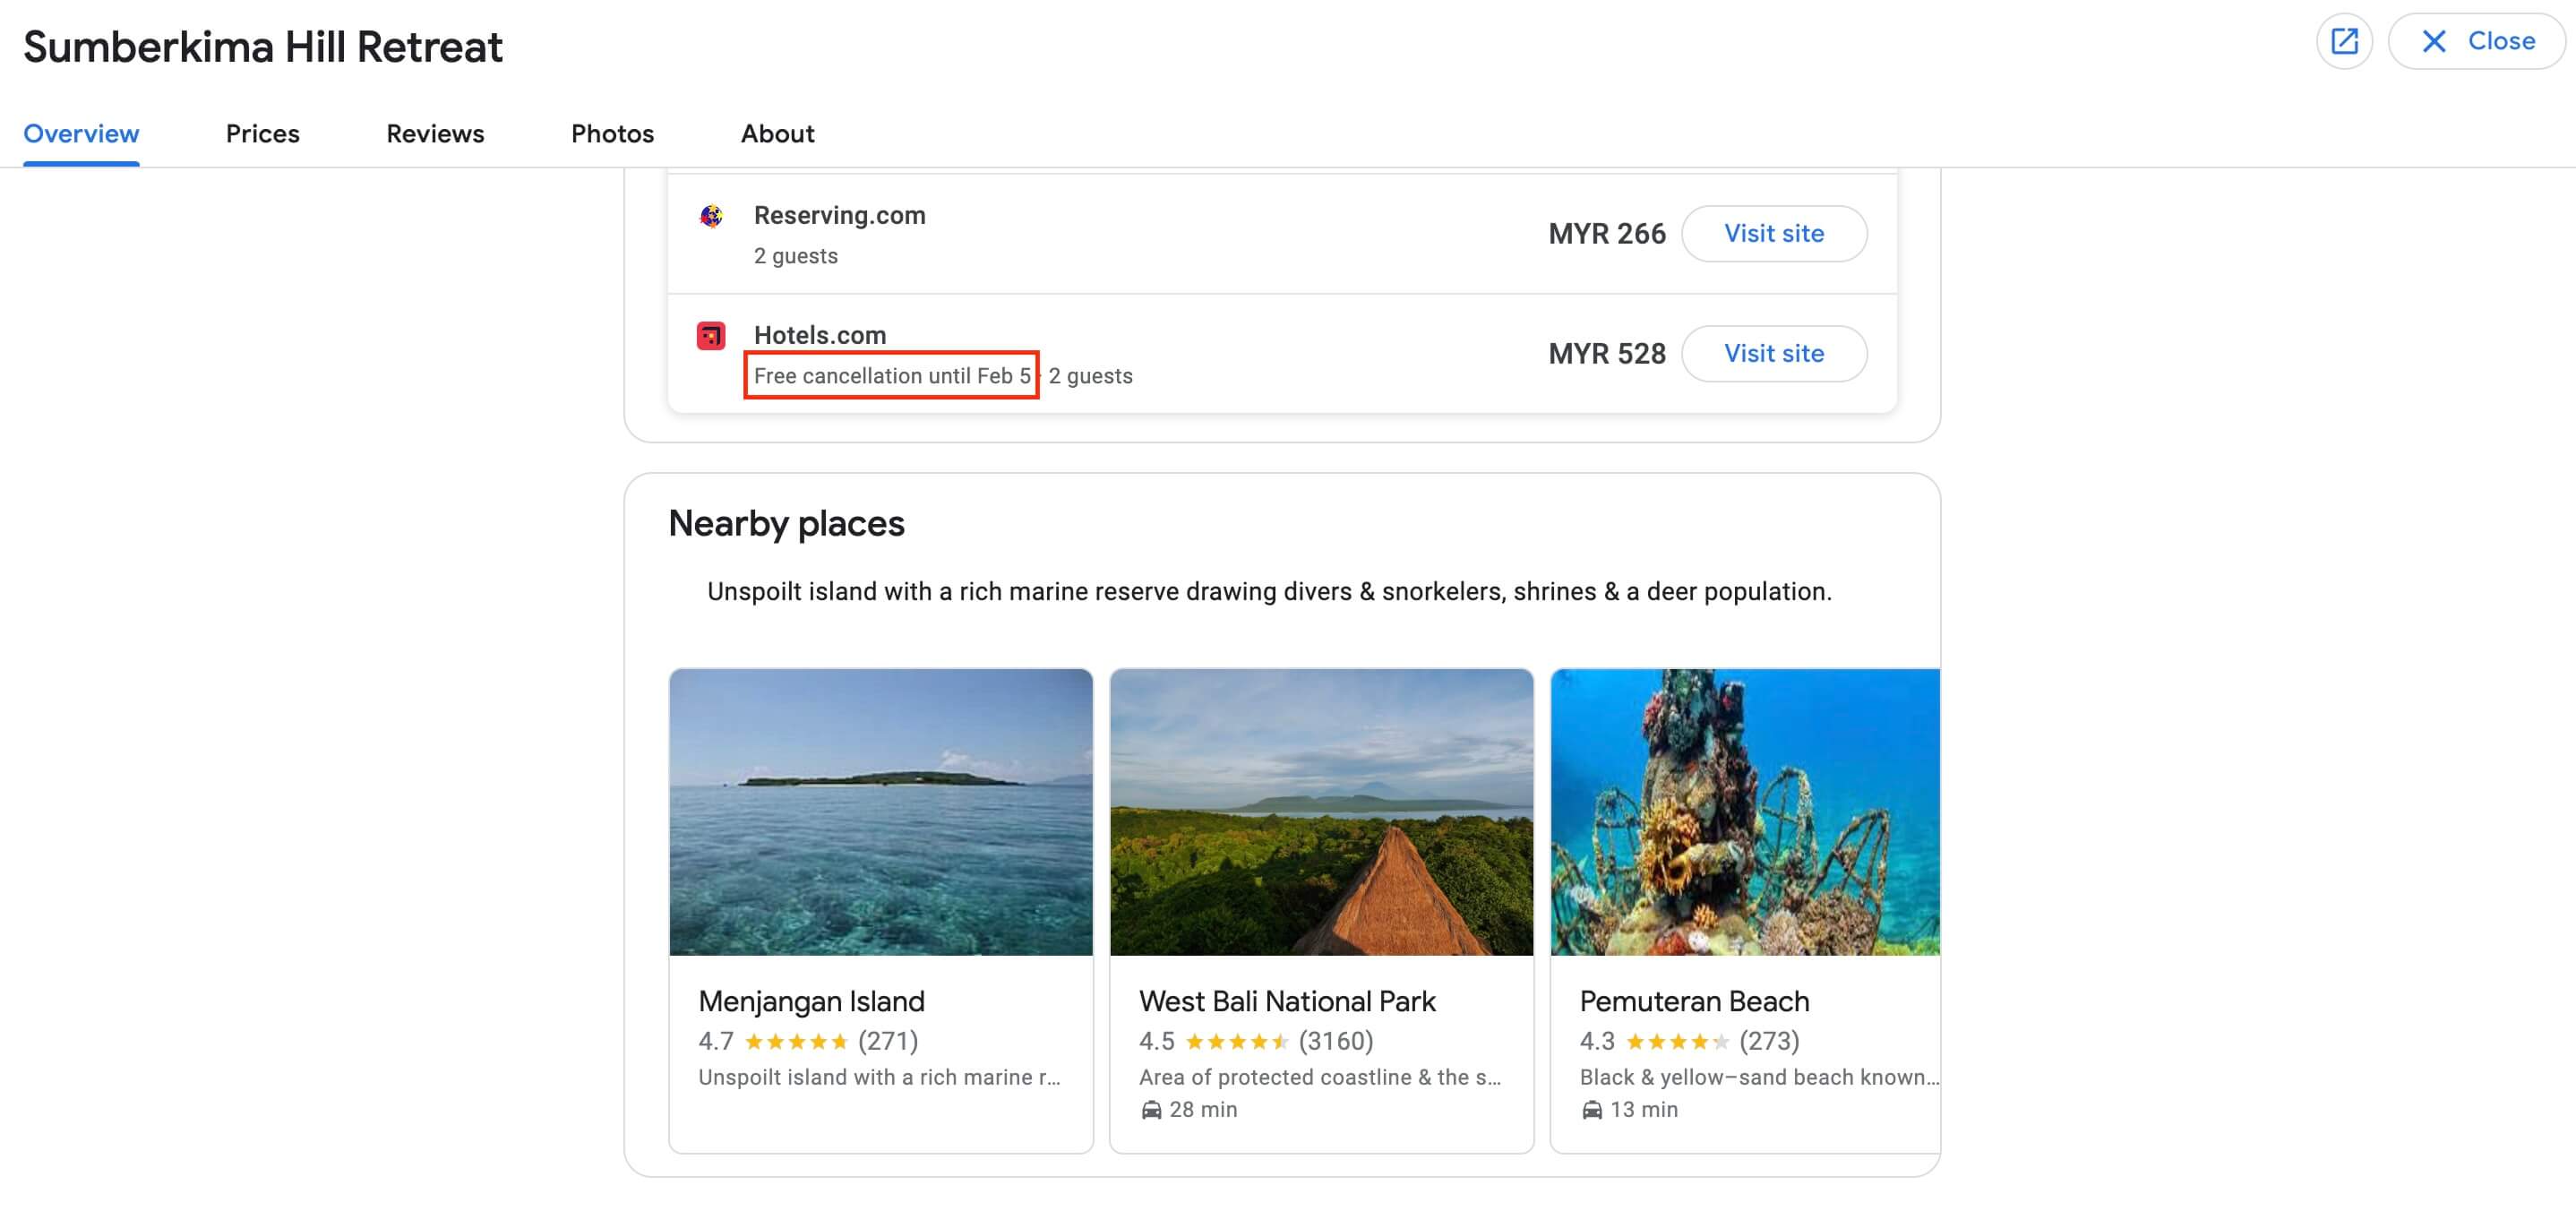 Sumberkima Hill Retreat
Close
Overview
Prices
Reviews
Photos
About
Reserving.com
2 guests
MYR 266
Visit site
Hotels.com
Free cancellation until Feb 5 · 2 guests
MYR 528
Visit site
Nearby places
Unspoilt island with a rich marine reserve drawing divers & snorkelers, shrines & a deer population.
Menjangan Island
4.7 (271)
Unspoilt island with a rich marine r...
West Bali National Park
4.5 (3160)
Area of protected coastline & the s...
28 min
Pemuteran Beach
4.3 (273)
Black & yellow–sand beach known...
13 min